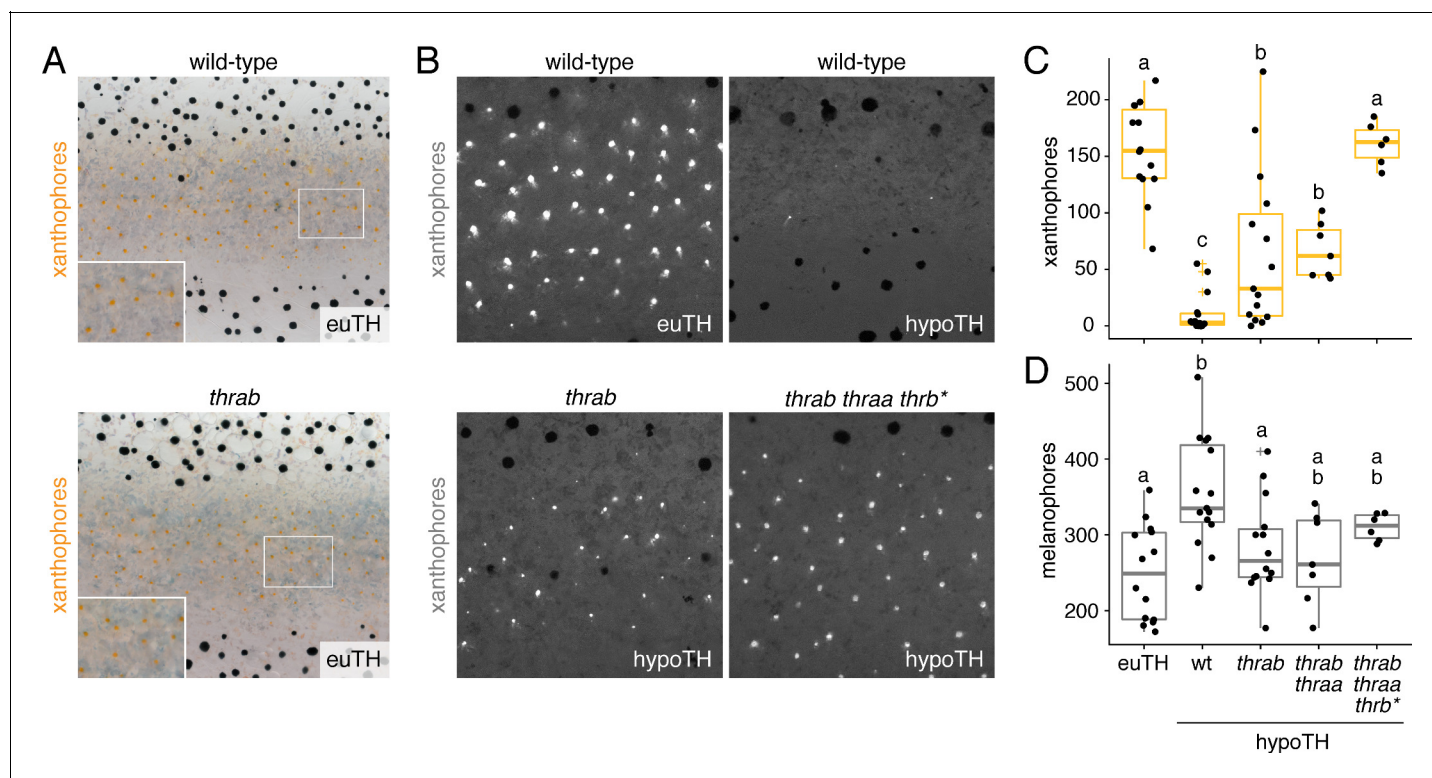 A
wild-type
xanthophores
euTH
thrab
xanthophores
euTH
B
wild-type
wild-type
xanthophores
euTH
hypoTH
thrab
thrab thraa thrb*
xanthophores
hypoTH
hypoTH
C
xanthophores
200
150
100
50
0
a
c
b
b
a
D
melanophores
500
400
300
200
a
b
a
a
b
a
b
euTH
wt
thrab
thrab
thraa
thrab
thraa
thrb*
hypoTH